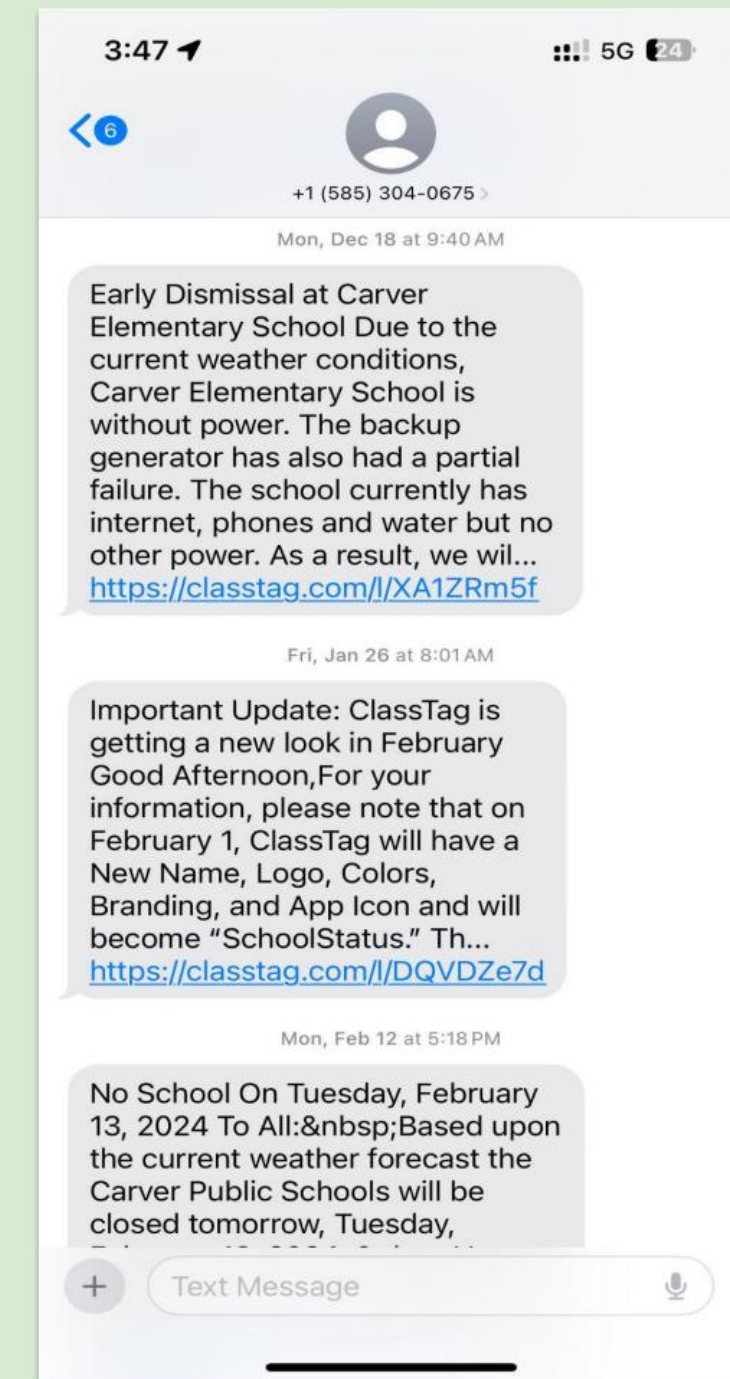 3:47
5G 24
6
+1 (585) 304-0675
Mon, Dec 18 at 9:40 AM
Early Dismissal at Carver
Elementary School Due to the
current weather conditions,
Carver Elementary School is
without power. The backup
generator has also had a partial
failure. The school currently has
internet, phones and water but no
other power. As a result, we wil...
https://classtag.com/l/XA1ZRm5f
Fri, Jan 26 at 8:01 AM
Important Update: ClassTag is
getting a new look in February
Good Afternoon,For your
information, please note that on
February 1, ClassTag will have a
New Name, Logo, Colors,
Branding, and App Icon and will
become “SchoolStatus.” Th...
https://classtag.com/l/DQVDZe7d
Mon, Feb 12 at 5:18 PM
No School On Tuesday, February
13, 2024 To All:&nbsp;Based upon
the current weather forecast the
Carver Public Schools will be
closed tomorrow, Tuesday,
Text Message